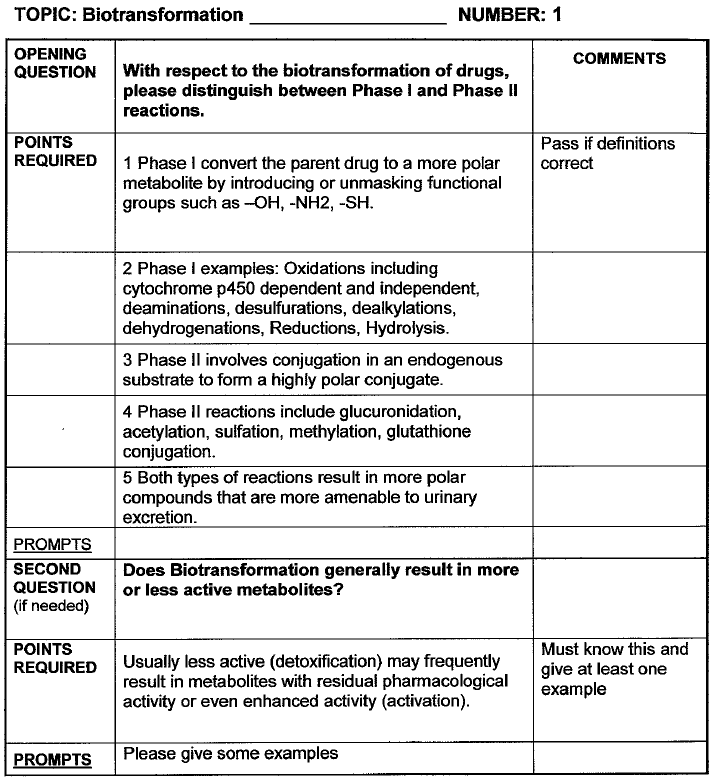 TOPIC: Biotransformation ____________________ NUMBER: 1
OPENING
QUESTION
With respect to the biotransformation of drugs,
please distinguish between Phase I and Phase II
reactions.
COMMENTS
POINTS
REQUIRED
1 Phase I convert the parent drug to a more polar
metabolite by introducing or unmasking functional
groups such as –OH, -NH2, -SH.
Pass if definitions
correct
2 Phase I examples: Oxidations including
cytochrome p450 dependent and independent,
deaminations, desulfurations, dealkylations,
dehydrogenations, Reductions, Hydrolysis.
3 Phase II involves conjugation in an endogenous
substrate to form a highly polar conjugate.
4 Phase II reactions include glucuronidation,
acetylation, sulfation, methylation, glutathione
conjugation.
5 Both types of reactions result in more polar
compounds that are more amenable to urinary
excretion.
PROMPTS
SECOND
QUESTION
(if needed)
Does Biotransformation generally result in more
or less active metabolites?
POINTS
REQUIRED
Usually less active (detoxification) may frequently
result in metabolites with residual pharmacological
activity or even enhanced activity (activation).
Must know this and
give at least one
example
PROMPTS
Please give some examples